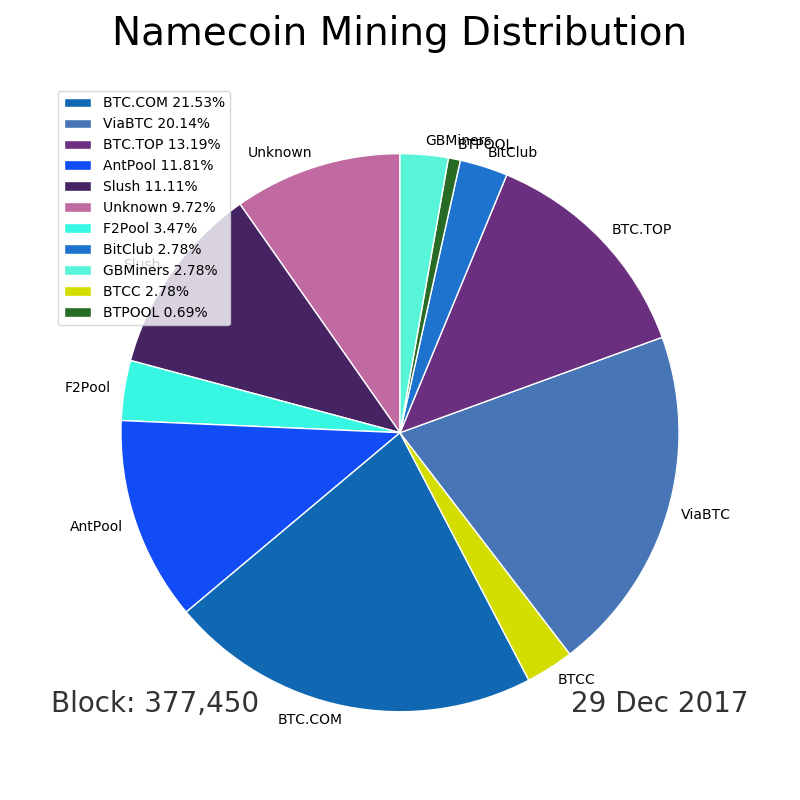 Namecoin Mining Distribution
BTC.COM 21.53%
ViaBTC 20.14%
BTC.TOP 13.19%
AntPool 11.81%
Slush 11.11%
Unknown 9.72%
F2Pool 3.47%
BitClub 2.78%
GBMiners 2.78%
BTCC 2.78%
BTPOOL 0.69%
GBMiners
BTPOOL
BitClub
Unknown
BTC.TOP
Slush
F2Pool
ViaBTC
AntPool
BTCC
BTC.COM
Block: 377,450
29 Dec 2017